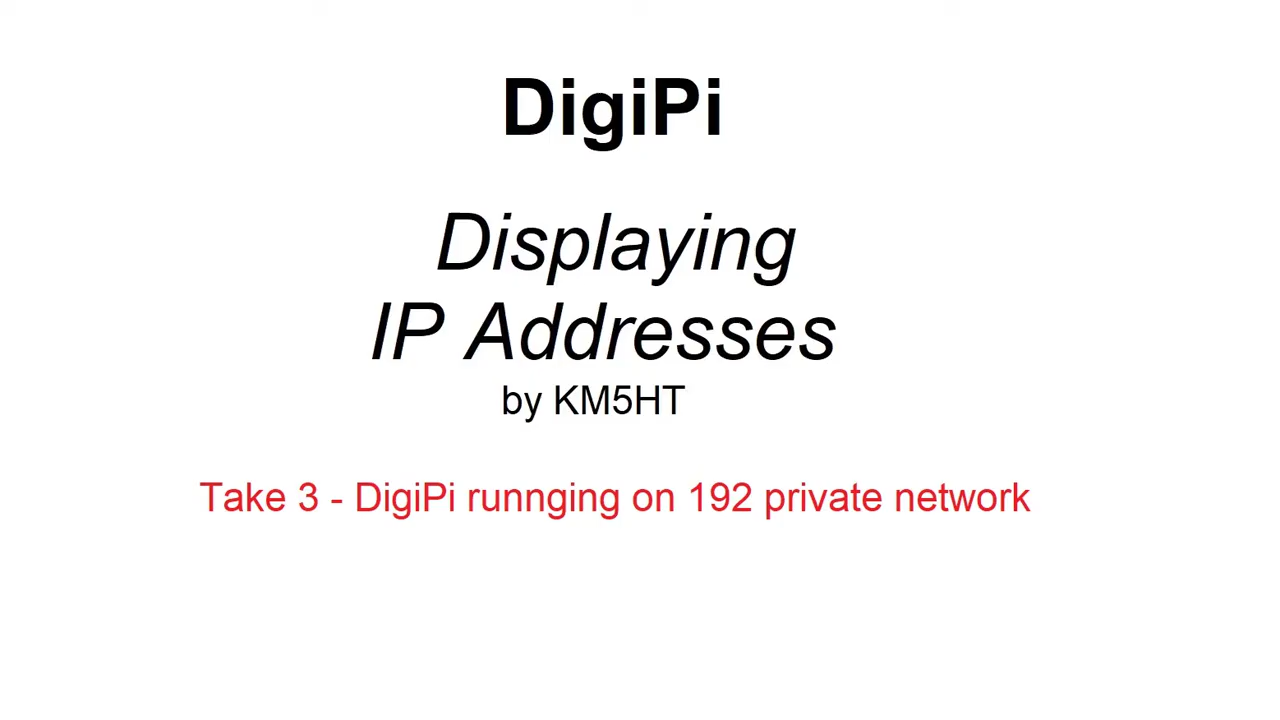 DigiPi
Displaying
IP Addresses
by KM5HT
Take 3 - DigiPi runnging on 192 private network